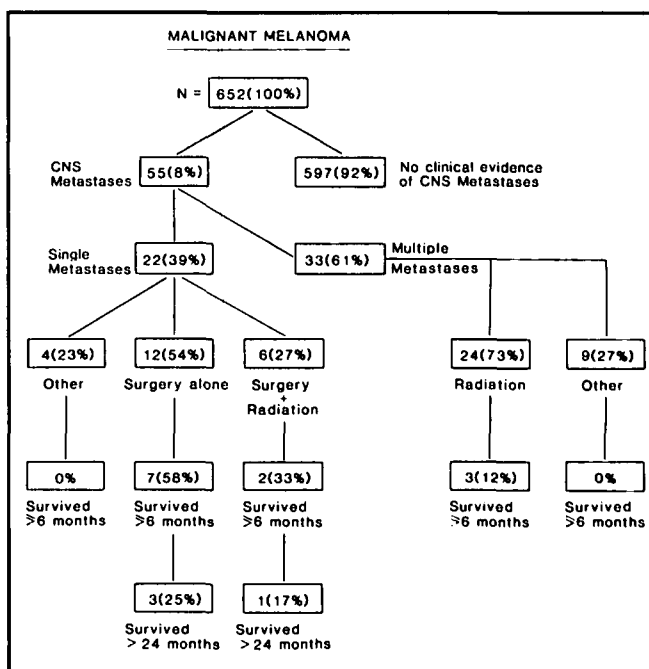 MALIGNANT MELANOMA
N = 652(100%)
CNS
Metastases
55(8%)
597(92%)
No clinical evidence
of CNS Metastases
Single
Metastases
22(39%)
33(61%)
Multiple
Metastases
4(23%)
12(54%)
6(27%)
24(73%)
9(27%)
Other
Surgery alone
Surgery
+
Radiation
Radiation
Other
0%
7(58%)
2(33%)
3(12%)
0%
Survived
⩾6 months
Survived
⩾6 months
Survived
⩾6 months
Survived
⩾6 months
Survived
⩾6 months
3(25%)
1(17%)
Survived
> 24 months
Survived
> 24 months